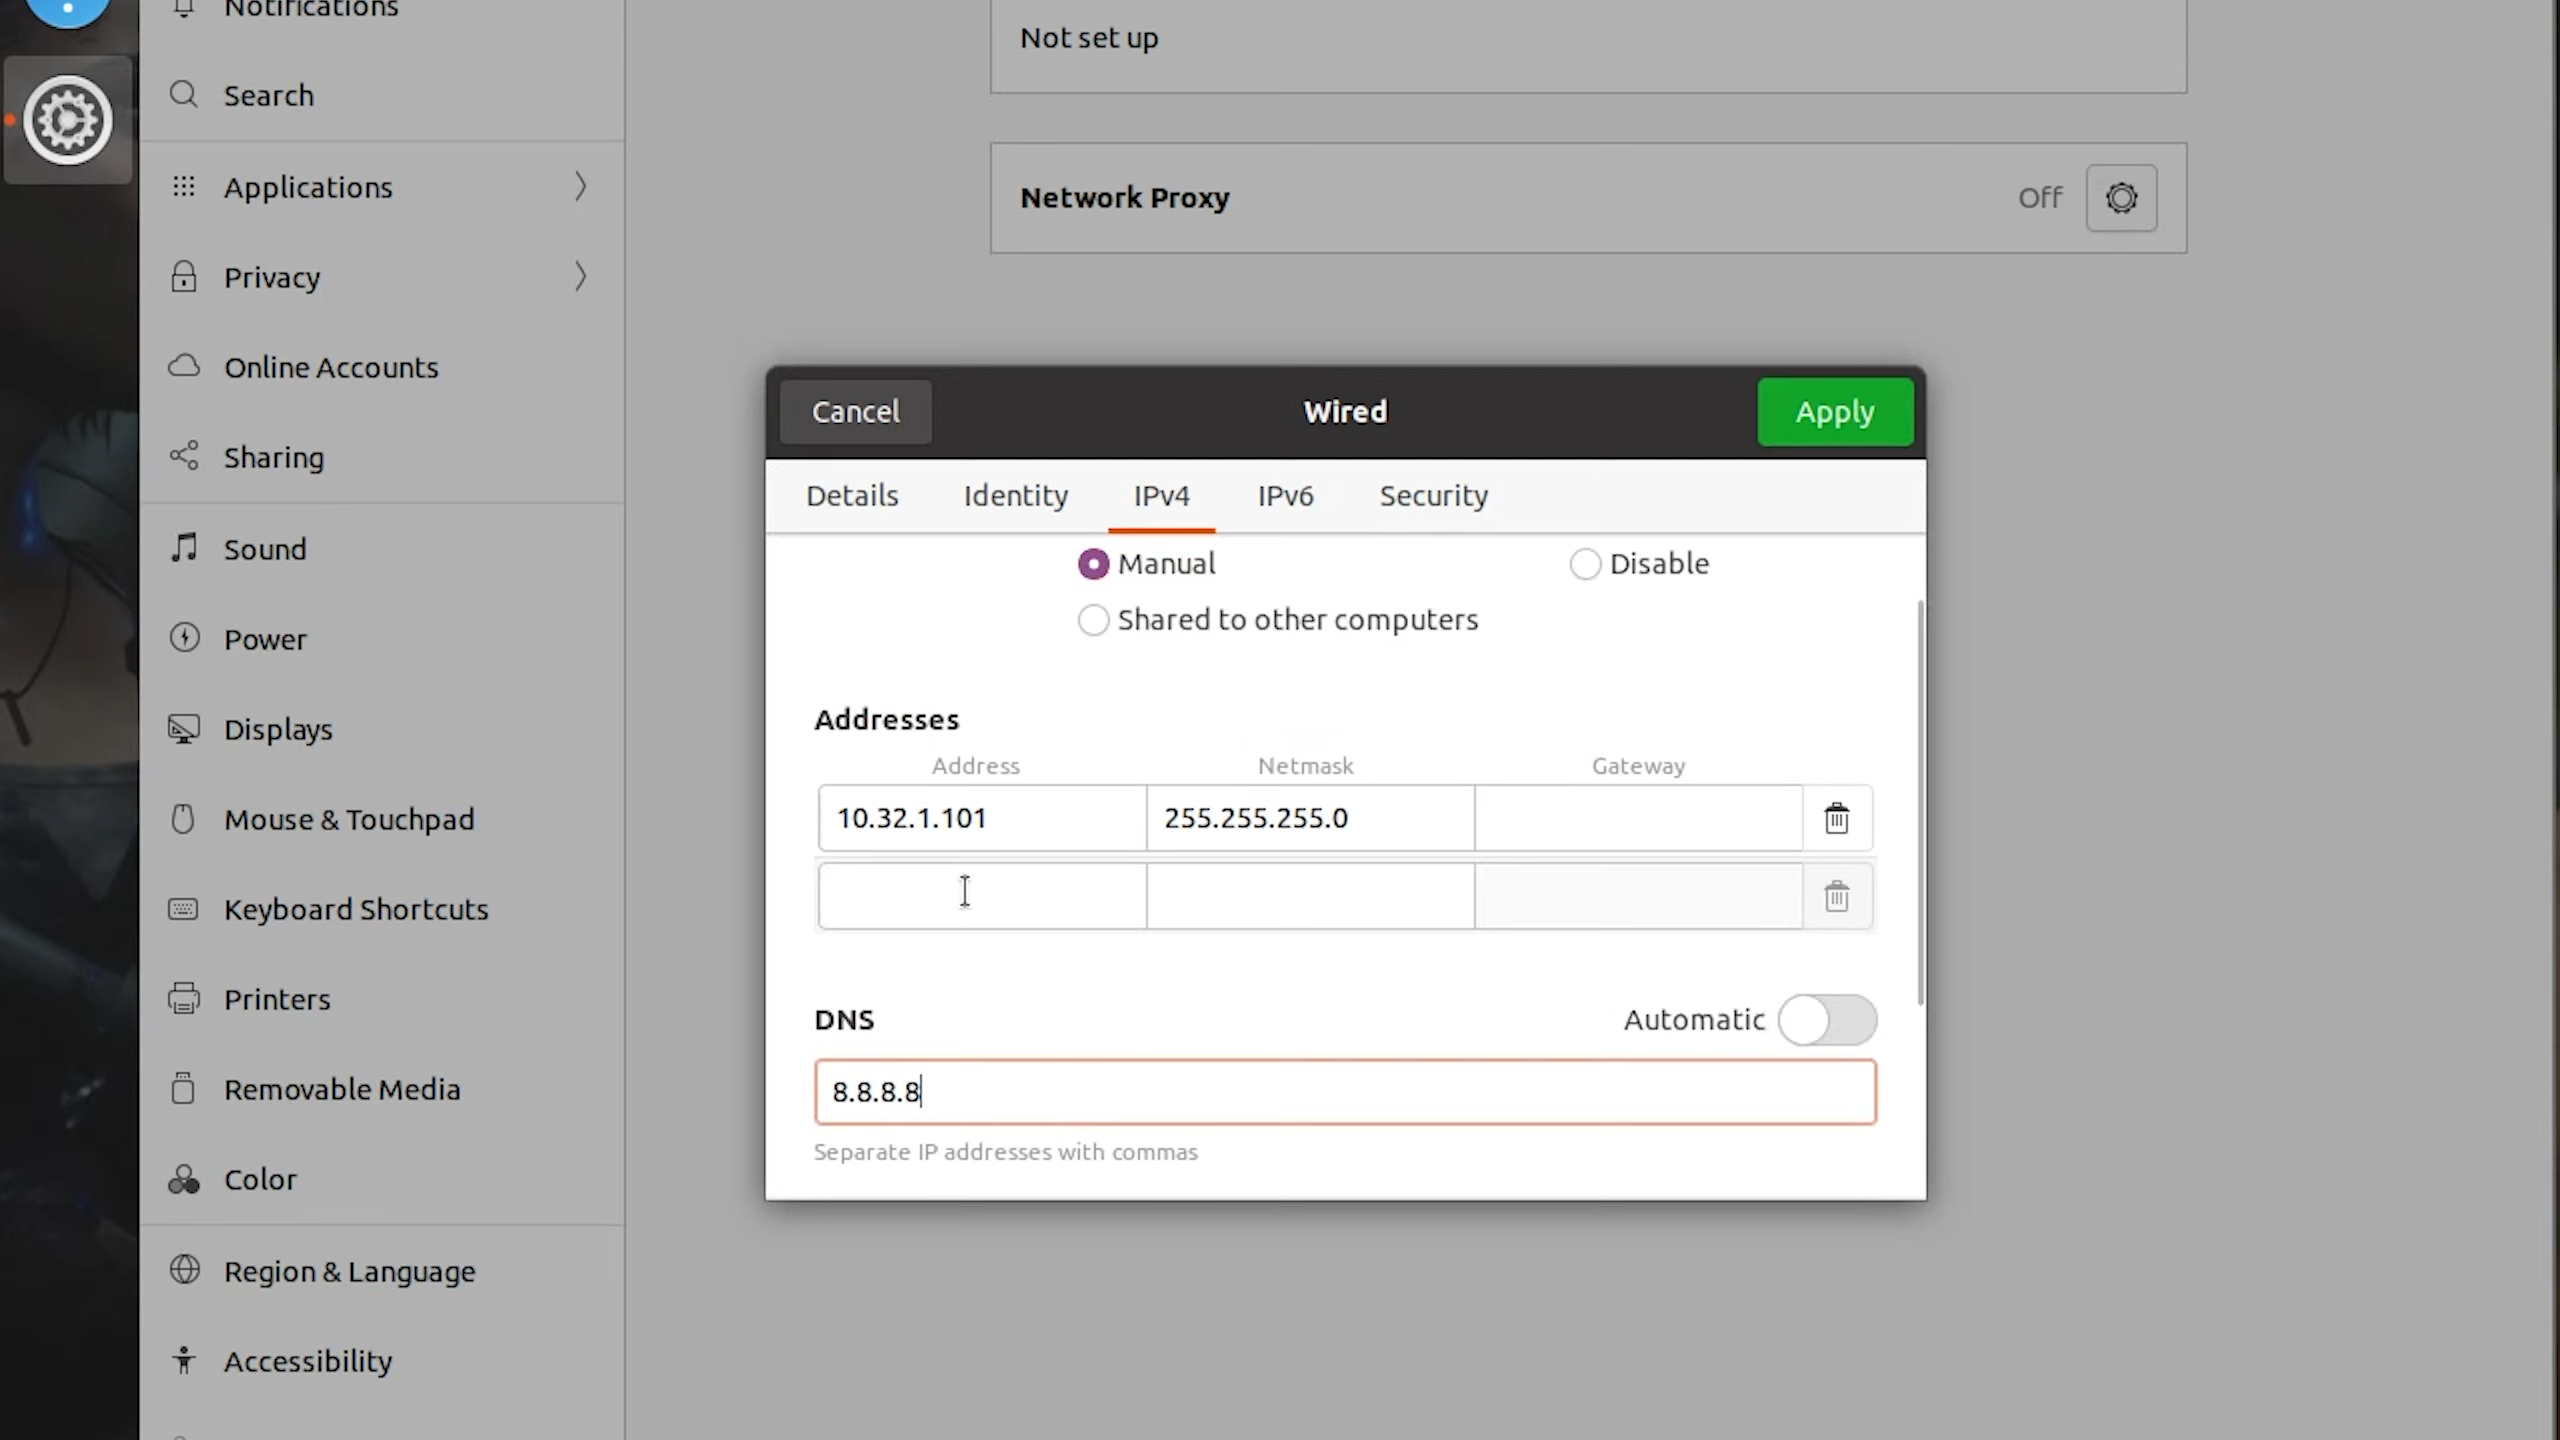 Notifications
Search
Applications
Privacy
Online Accounts
Sharing
Sound
Power
Displays
Mouse & Touchpad
Keyboard Shortcuts
Printers
Removable Media
Color
Region & Language
Accessibility
Not set up
Network Proxy Off
Cancel Wired Apply
Details Identity IPv4 IPv6 Security
Manual Disable
Shared to other computers
Addresses
Address Netmask Gateway
10.32.1.101 255.255.255.0
DNS Automatic
8.8.8.8
Separate IP addresses with commas